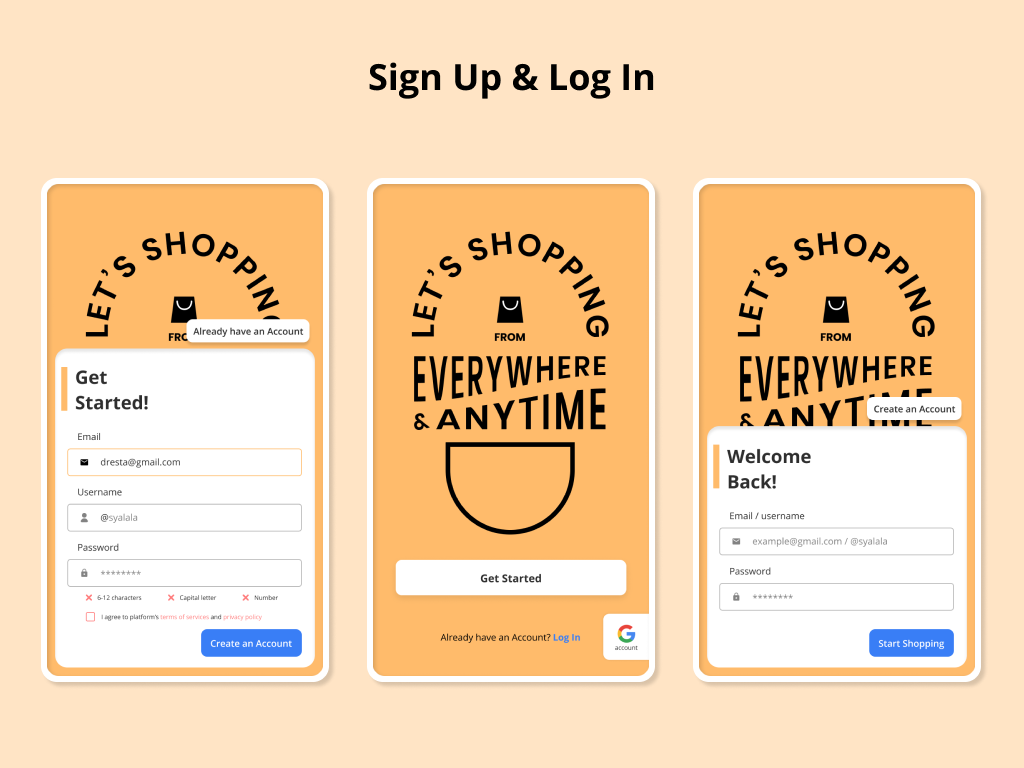 Sign Up & Log In
LET'S SHOPPING
FRO
Already have an Account
Get
Started!
Email
dresta@gmail.com
Username
@syalala
Password
********
6-12 characters
Capital letter
Number
I agree to platform's terms of services and privacy policy
Create an Account
LET'S SHOPPING
FROM
EVERYWHERE
& ANYTIME
Get Started
Already have an Account? Log In
G
account
LET'S SHOPPING
FROM
EVERYWHERE
& ANYTIME
Create an Account
Welcome
Back!
Email / username
example@gmail.com / @syalala
Password
********
Start Shopping